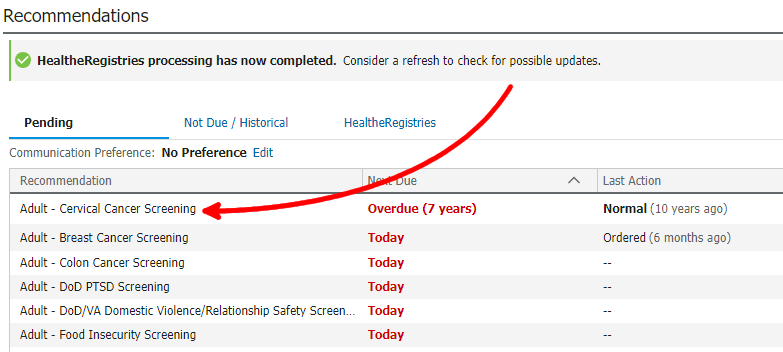 Recommendations
HealtheRegistries processing has now completed. Consider a refresh to check for possible updates.
Pending Not Due / Historical HealtheRegistries
Communication Preference: No Preference Edit
Recommendation Next Due Last Action
Adult - Cervical Cancer Screening Overdue (7 years) Normal (10 years ago)
Adult - Breast Cancer Screening Today Ordered (6 months ago)
Adult - Colon Cancer Screening Today --
Adult - DoD PTSD Screening Today --
Adult - DoD/VA Domestic Violence/Relationship Safety Screen... Today --
Adult - Food Insecurity Screening Today --